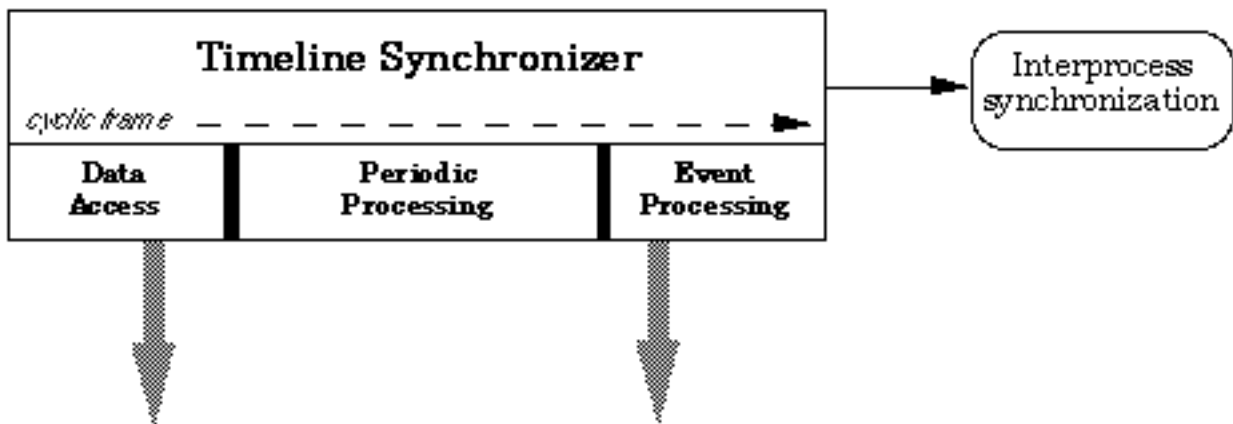 Timeline Synchronizer
cyclic frame
Interprocess
synchronization
Data
Access
Periodic
Processing
Event
Processing